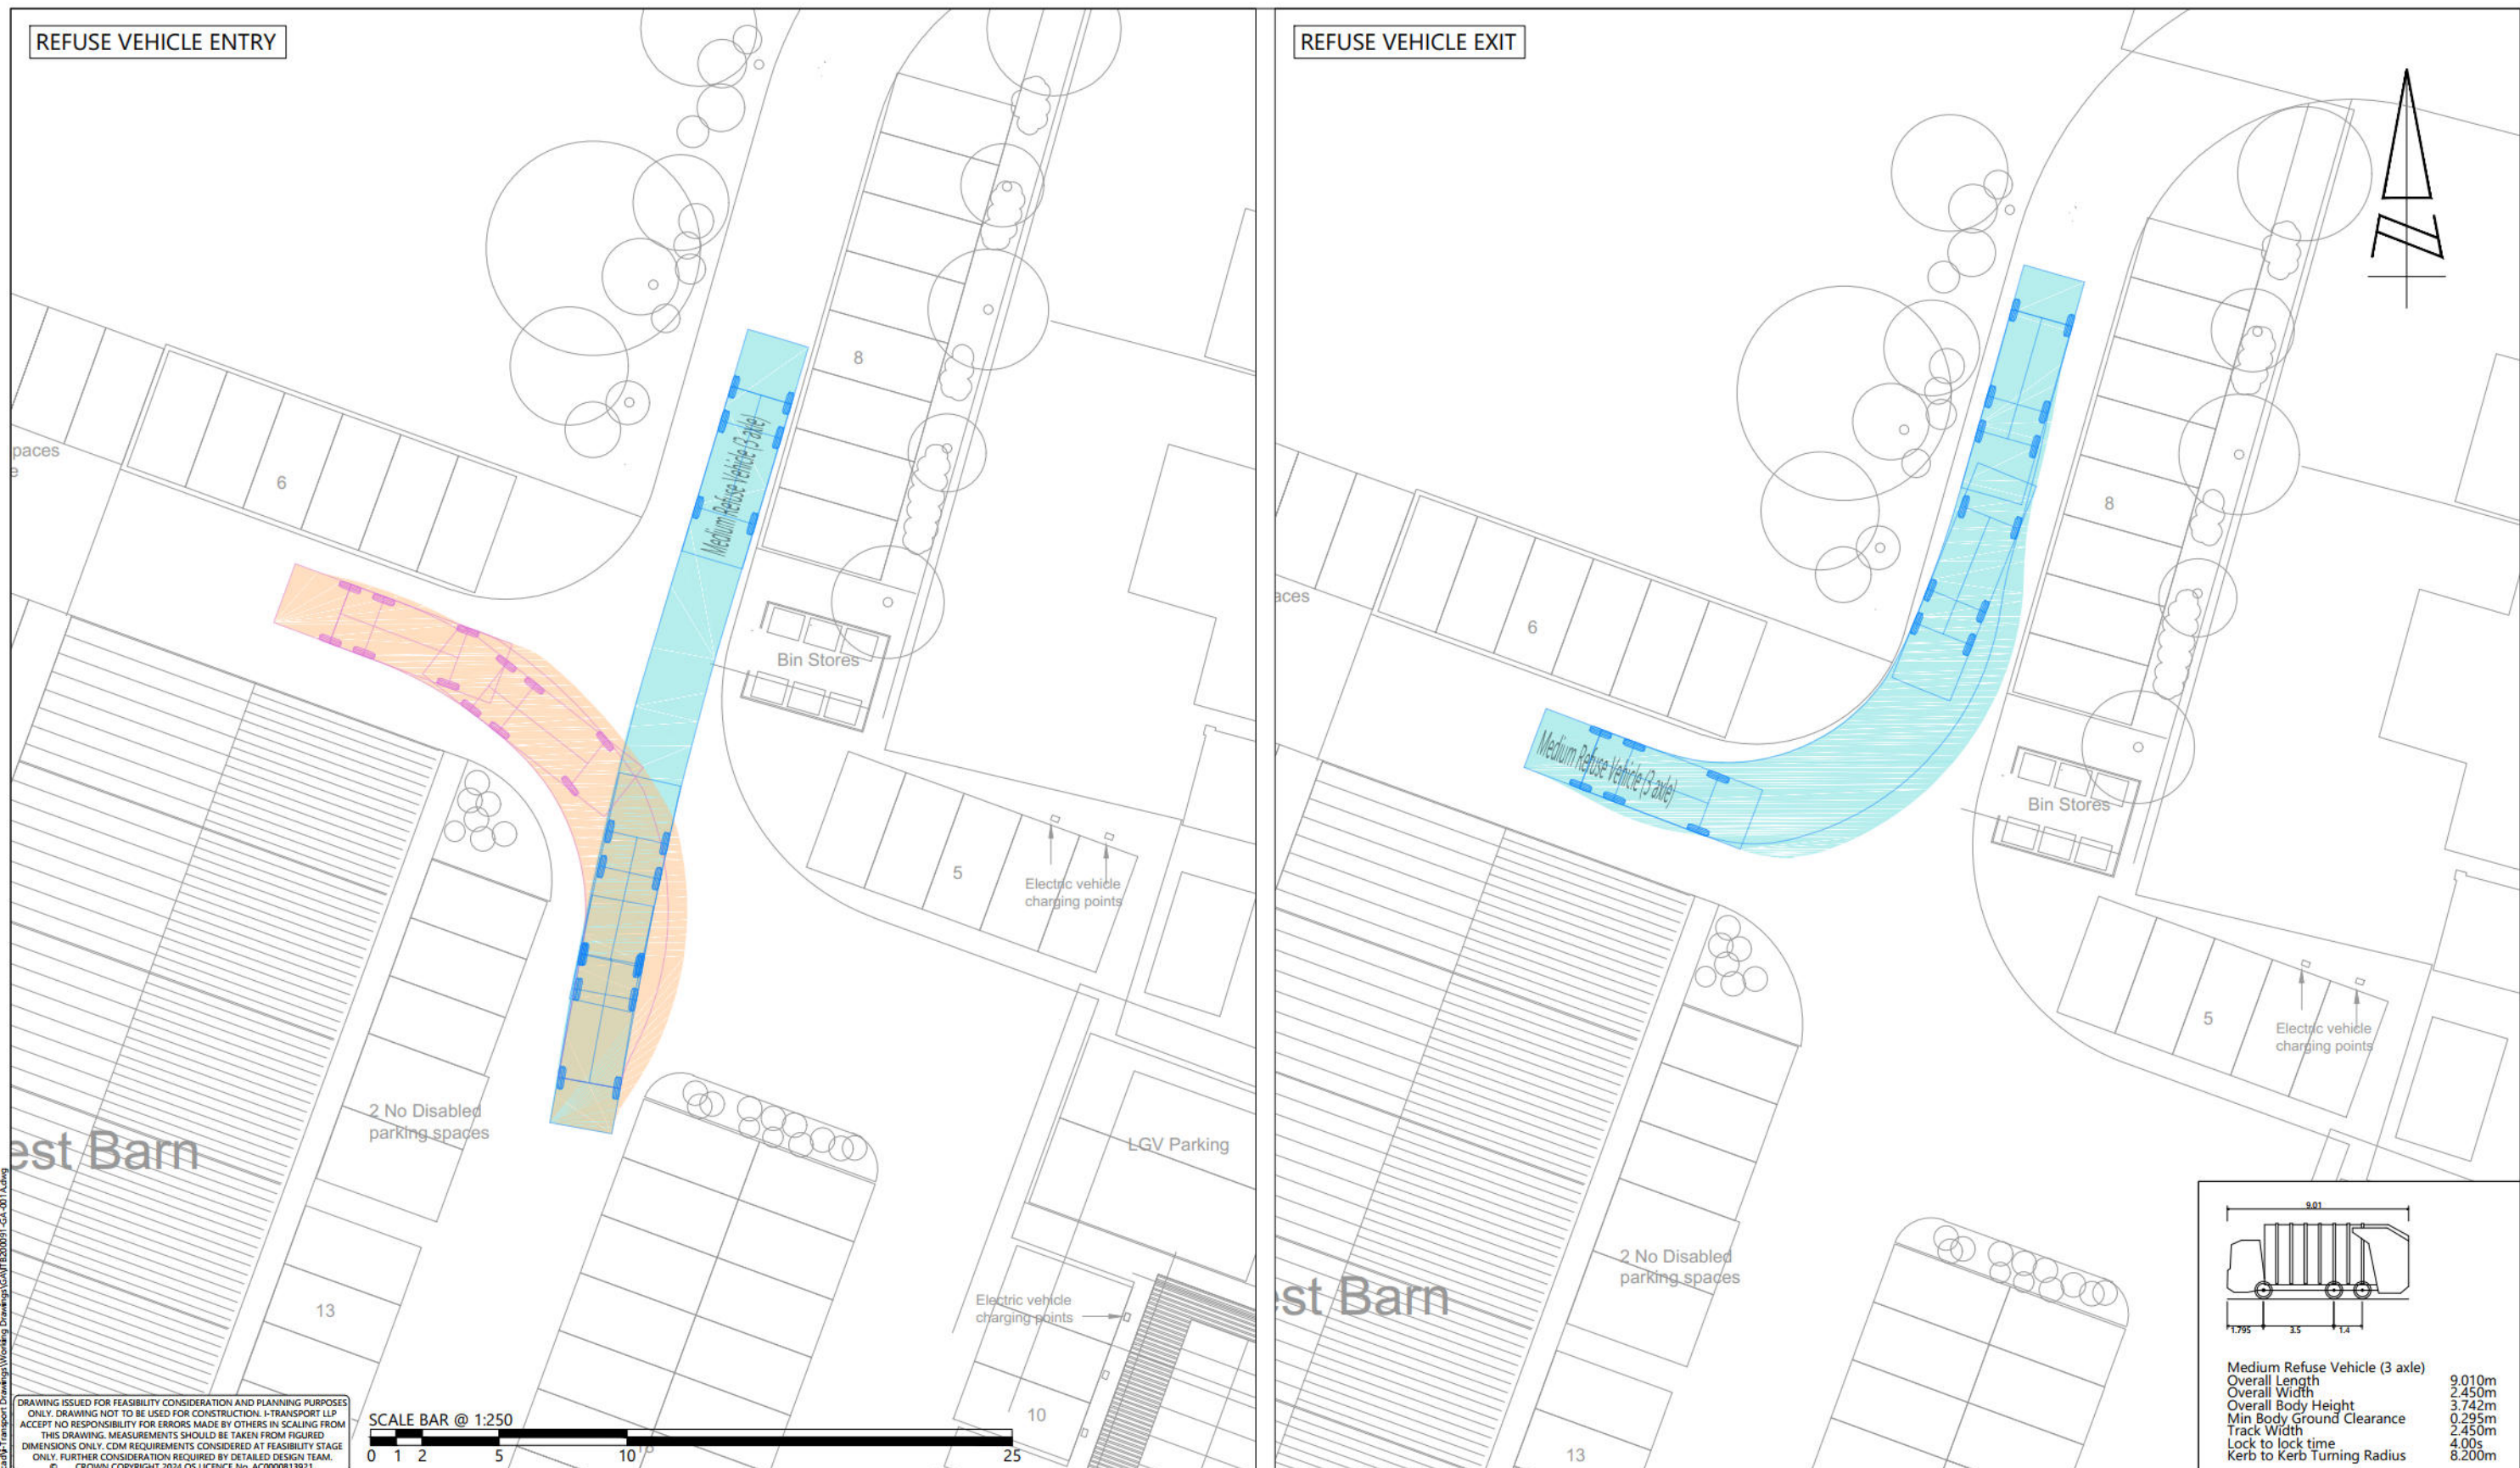 REFUSE VEHICLE ENTRY
8
Medium Refuse Vehicle (3 axle)
paces
e
6
Bin Stores
5
Electric vehicle
charging points
2 No Disabled
parking spaces
est Barn
LGV Parking
13
Electric vehicle
charging points
10
DRAWING ISSUED FOR FEASIBILITY CONSIDERATION AND PLANNING PURPOSES
ONLY. DRAWING NOT TO BE USED FOR CONSTRUCTION. i-TRANSPORT LLP
ACCEPT NO RESPONSIBILITY FOR ERRORS MADE BY OTHERS IN SCALING FROM
THIS DRAWING. MEASUREMENTS SHOULD BE TAKEN FROM FIGURED
DIMENSIONS ONLY. CDM REQUIREMENTS CONSIDERED AT FEASIBILITY STAGE
ONLY. FURTHER CONSIDERATION REQUIRED BY DETAILED DESIGN TEAM.
© CROWN COPYRIGHT 2024 OS LICENCE No. AC0000813921
SCALE BAR @ 1:250
0 1 2 5 10 25
REFUSE VEHICLE EXIT
N
8
aces
6
Medium Refuse Vehicle (3 axle)
Bin Stores
5
Electric vehicle
charging points
2 No Disabled
parking spaces
est Barn
13
9.01
1.795 3.5 1.4
Medium Refuse Vehicle (3 axle)
Overall Length 9.010m
Overall Width 2.450m
Overall Body Height 3.742m
Min Body Ground Clearance 0.295m
Track Width 2.450m
Lock to lock time 4.00s
Kerb to Kerb Turning Radius 8.200m